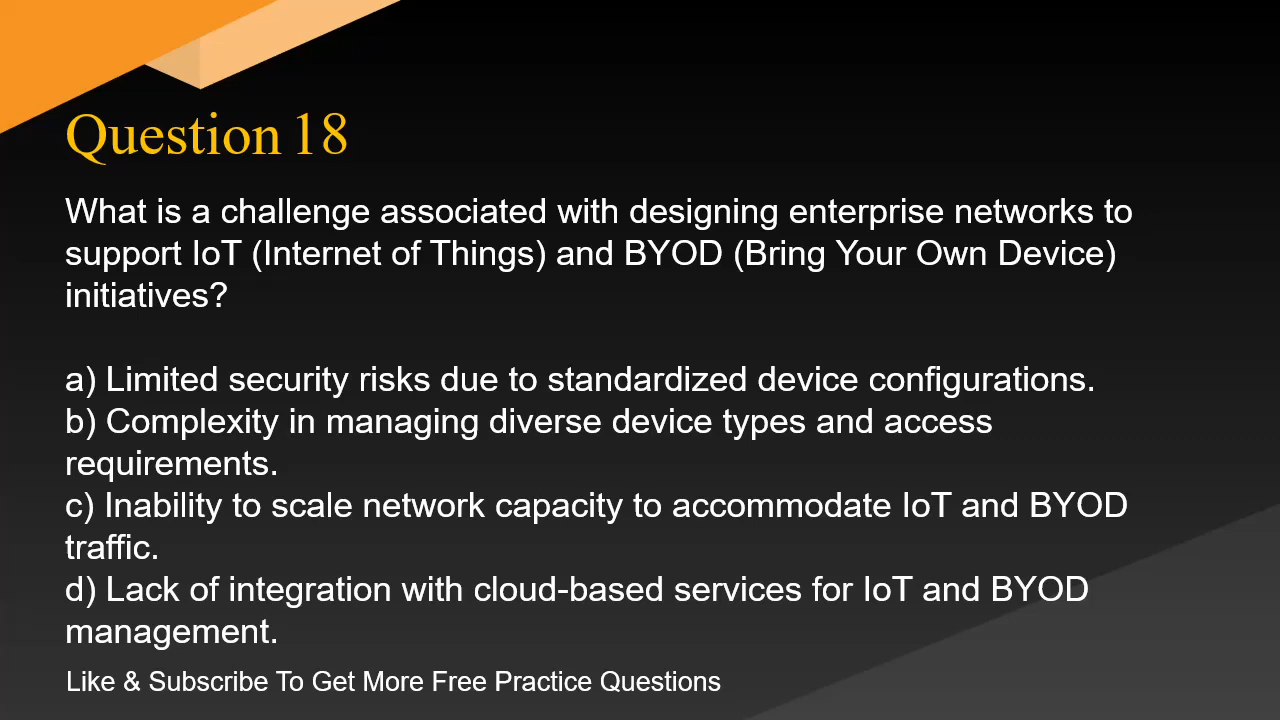 Question 18
What is a challenge associated with designing enterprise networks to
support IoT (Internet of Things) and BYOD (Bring Your Own Device)
initiatives?
a) Limited security risks due to standardized device configurations.
b) Complexity in managing diverse device types and access
requirements.
c) Inability to scale network capacity to accommodate IoT and BYOD
traffic.
d) Lack of integration with cloud-based services for IoT and BYOD
management.
Like & Subscribe To Get More Free Practice Questions